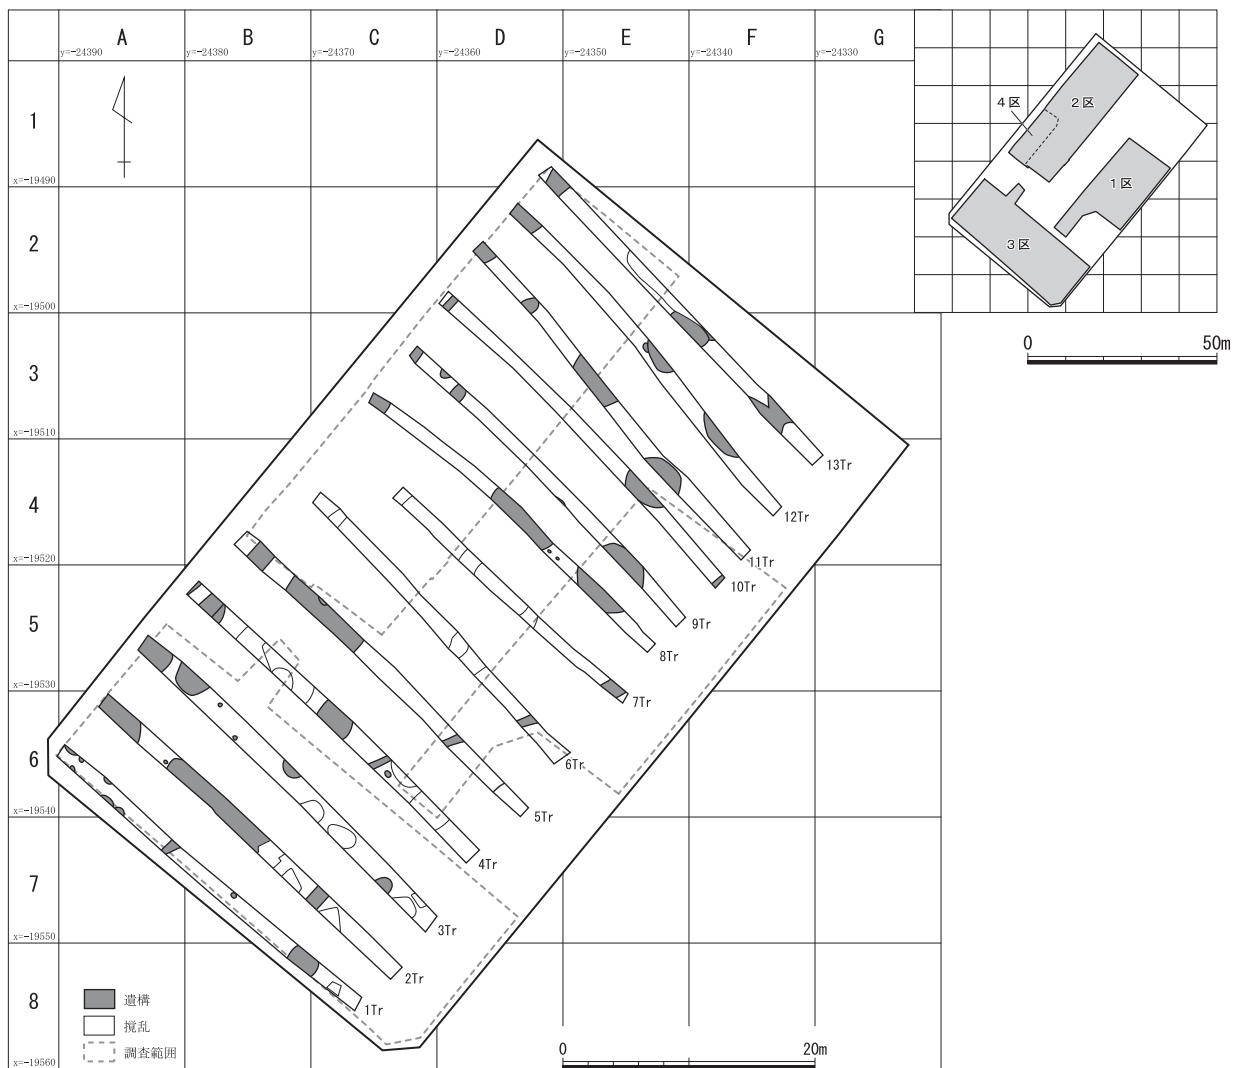 A B C D E F G
y=-24390 y=-24380 y=-24370 y=-24360 y=-24350 y=-24340 y=-24330
1
2
3
4
5
6
7
8
x=-19490
x=-19500
x=-19510
x=-19520
x=-19530
x=-19540
x=-19550
x=-19560
13Tr
12Tr
11Tr
10Tr
9Tr
8Tr
7Tr
6Tr
5Tr
4Tr
3Tr
2Tr
1Tr
遺構
撹乱
調査範囲
0 20m
4区
2区
1区
3区
0 50m